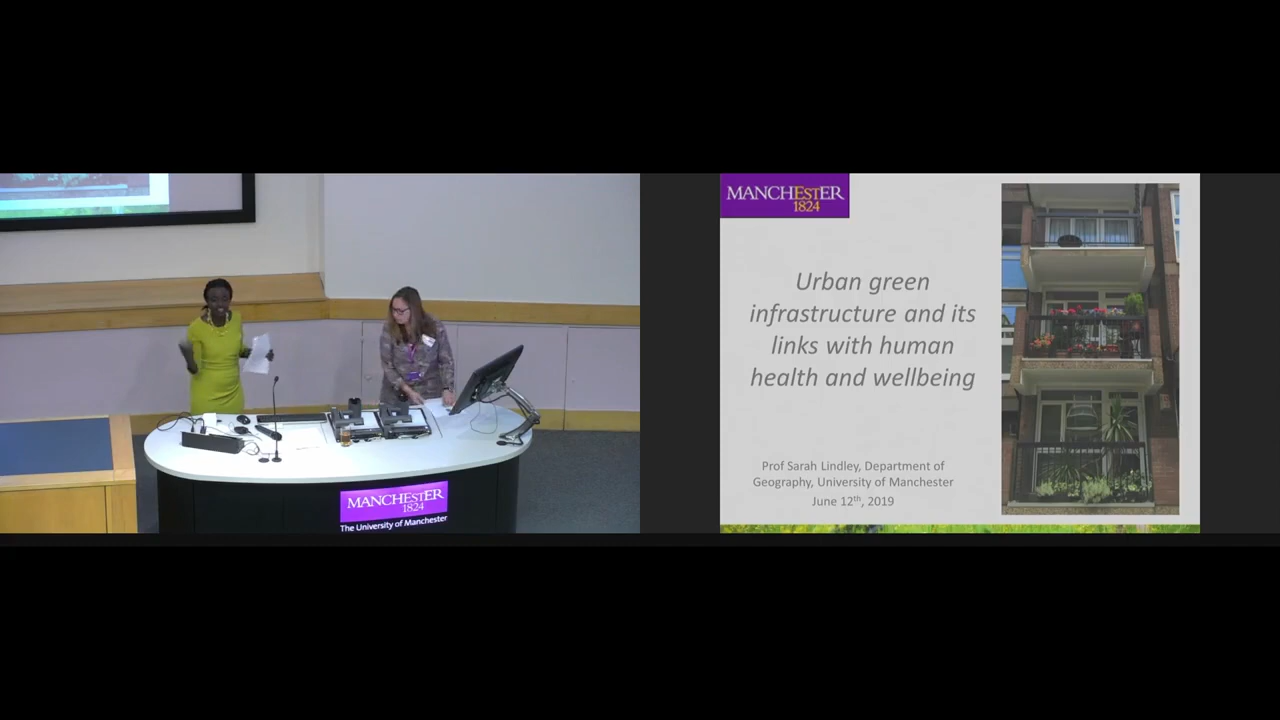 MANCHESTER
1824
The University of Manchester
MANCHESTER
1824
Urban green
infrastructure and its
links with human
health and wellbeing
Prof Sarah Lindley, Department of
Geography, University of Manchester
June 12th, 2019